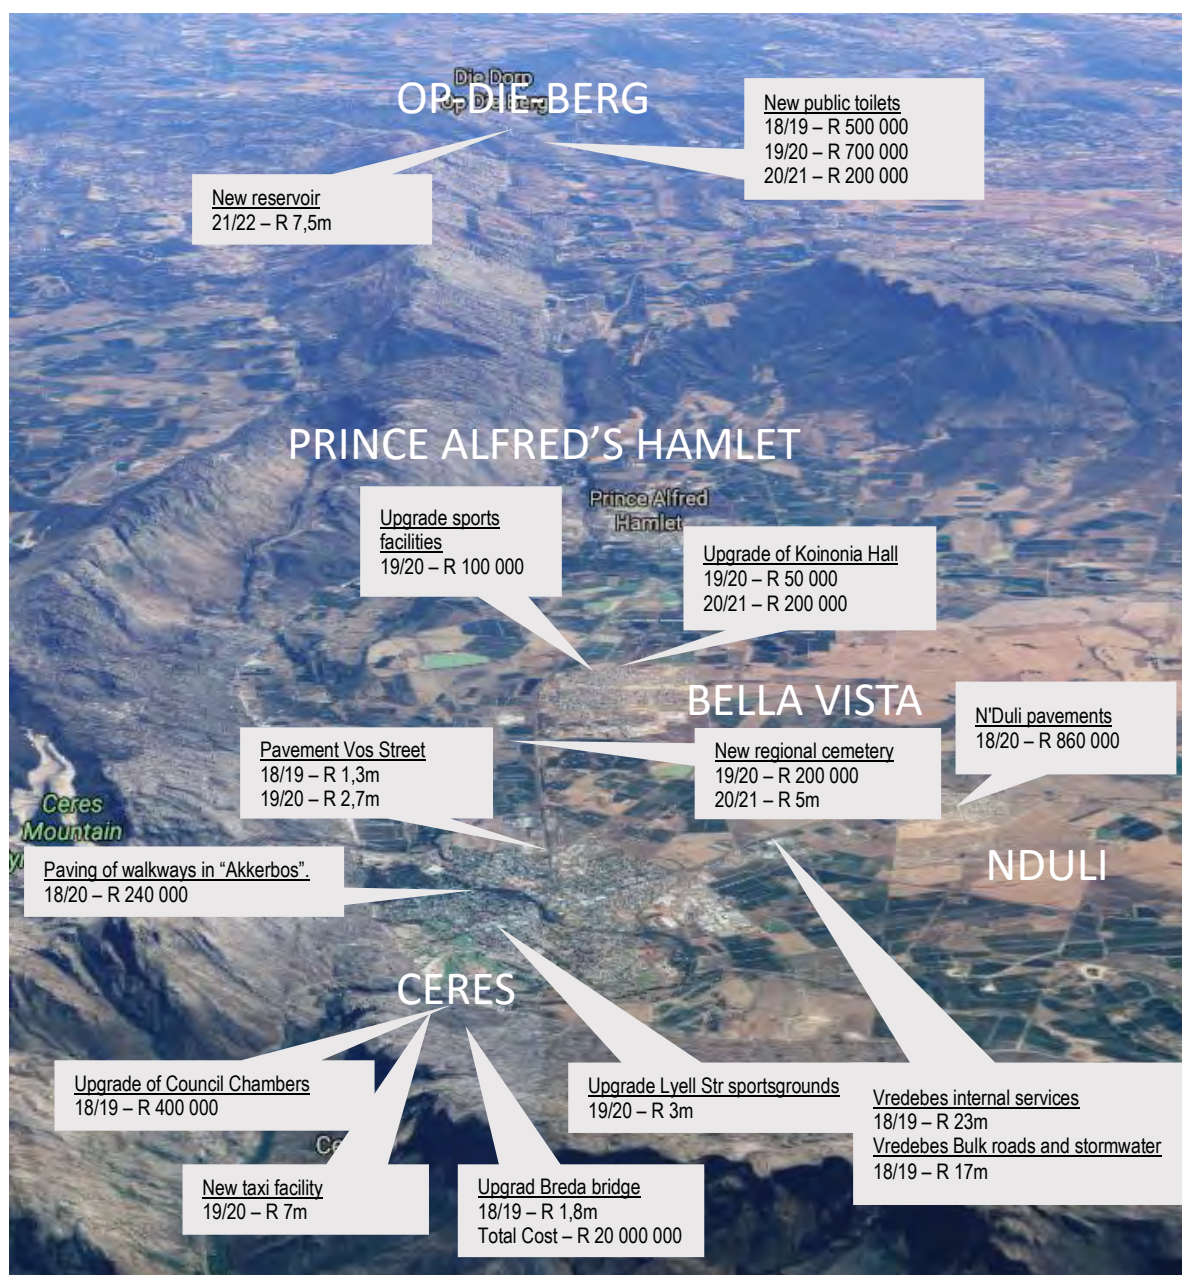 Die Dorp
Op Die Berg
OP-DIE-BERG
New public toilets
18/19 – R 500 000
19/20 – R 700 000
20/21 – R 200 000
New reservoir
21/22 – R 7,5m
PRINCE ALFRED’S HAMLET
Prince Alfred
Hamlet
Upgrade sports
facilities
19/20 – R 100 000
Upgrade of Koinonia Hall
19/20 – R 50 000
20/21 – R 200 000
BELLA VISTA
N'Duli pavements
18/20 – R 860 000
Pavement Vos Street
18/19 – R 1,3m
19/20 – R 2,7m
New regional cemetery
19/20 – R 200 000
20/21 – R 5m
Ceres
Mountain
NDULI
Paving of walkways in “Akkerbos”.
18/20 – R 240 000
CERES
Upgrade of Council Chambers
18/19 – R 400 000
Upgrade Lyell Str sportsgrounds
19/20 – R 3m
Vredebes internal services
18/19 – R 23m
Vredebes Bulk roads and stormwater
18/19 – R 17m
New taxi facility
19/20 – R 7m
Upgrad Breda bridge
18/19 – R 1,8m
Total Cost – R 20 000 000